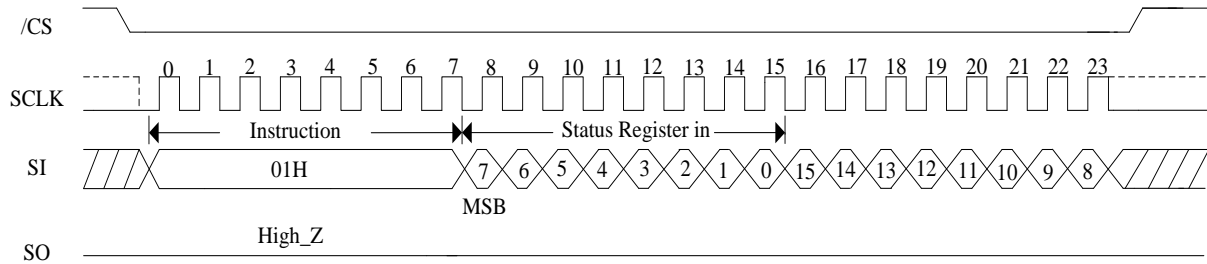 /CS
0 1 2 3 4 5 6 7 8 9 10 11 12 13 14 15 16 17 18 19 20 21 22 23
SCLK
Instruction Status Register in
SI 01H 7 6 5 4 3 2 1 0 15 14 13 12 11 10 9 8
MSB
High_Z
SO